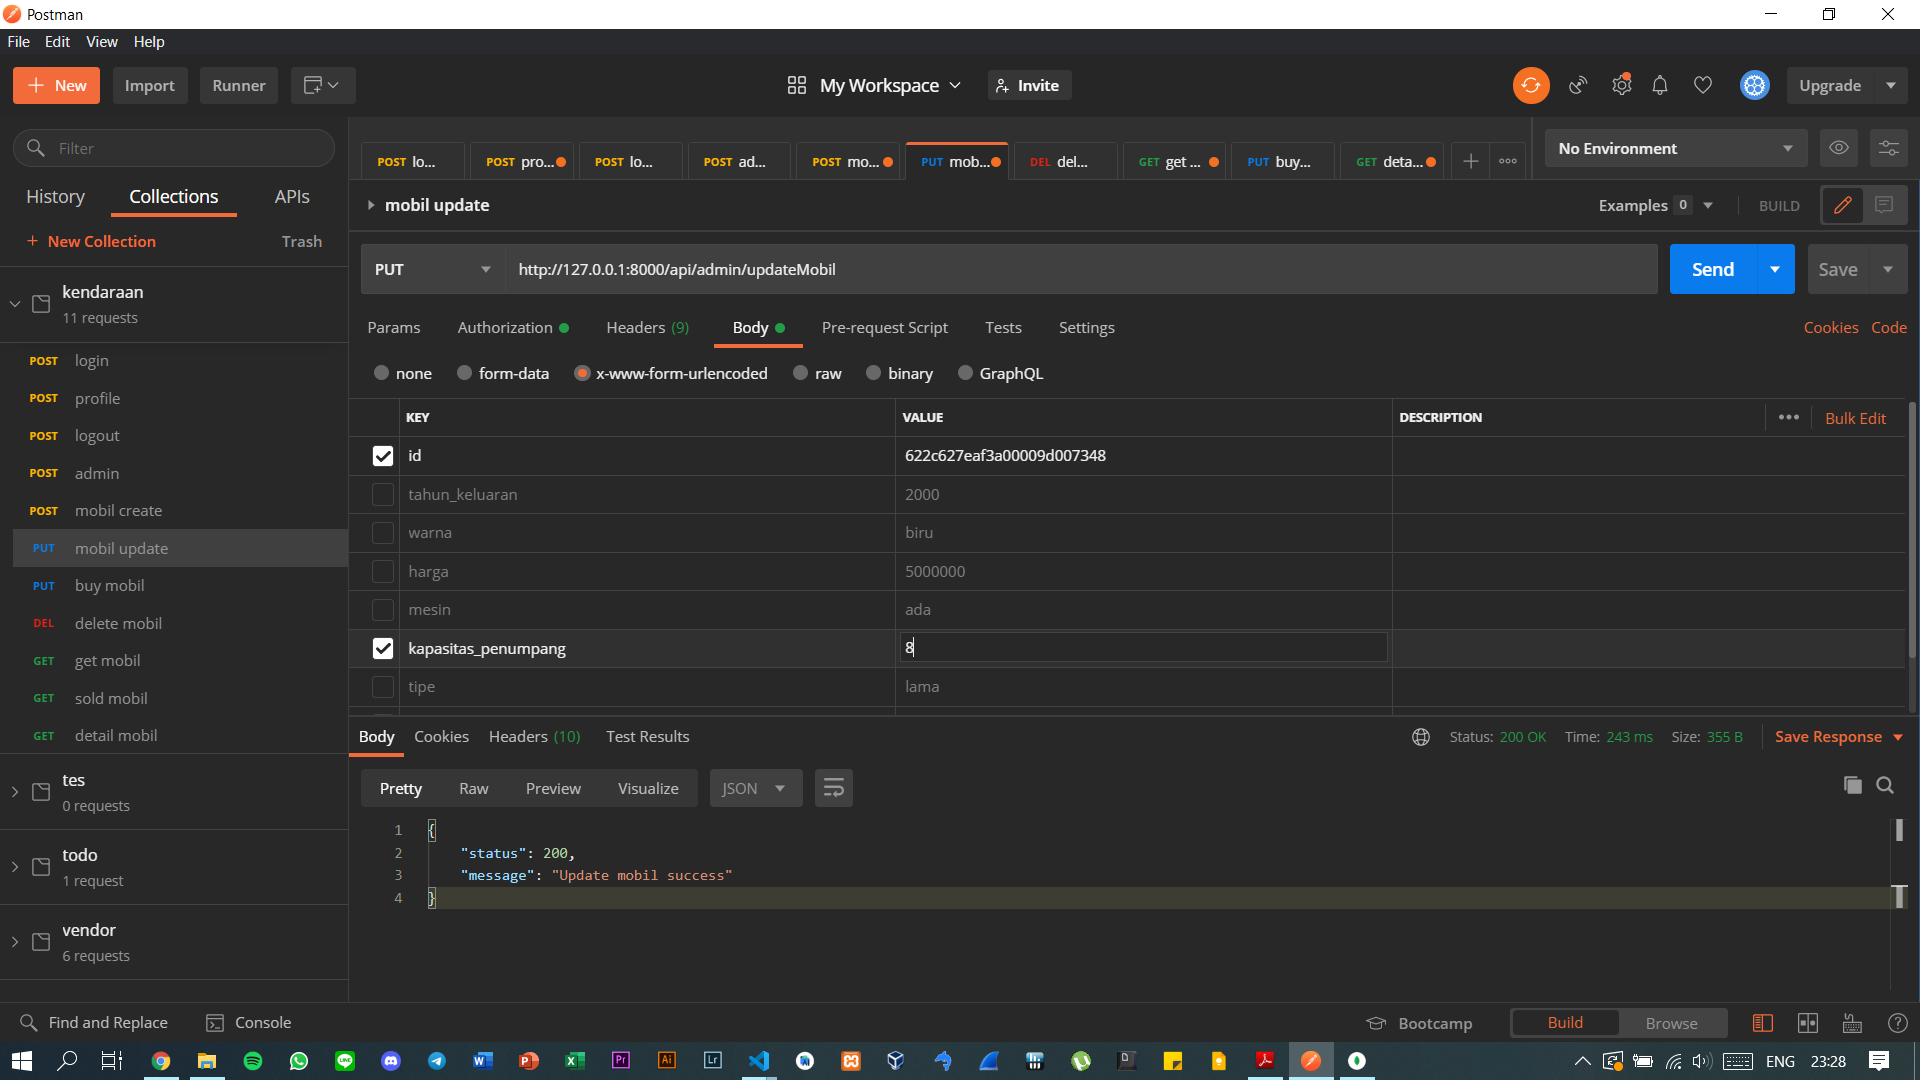 Postman
File Edit View Help
New Import Runner My Workspace Invite Upgrade
Filter
History Collections APIs
New Collection Trash
kendaraan
11 requests
POST login
POST profile
POST logout
POST admin
POST mobil create
PUT mobil update
PUT buy mobil
DEL delete mobil
GET get mobil
GET sold mobil
GET detail mobil
tes
0 requests
todo
1 request
vendor
6 requests
POST lo... POST pro... POST lo... POST ad... POST mo... PUT mob... DEL del... GET get ... PUT buy... GET deta... No Environment
mobil update Examples 0 BUILD
PUT http://127.0.0.1:8000/api/admin/updateMobil Send Save
Params Authorization Headers (9) Body Pre-request Script Tests Settings Cookies Code
none form-data x-www-form-urlencoded raw binary GraphQL
KEY VALUE DESCRIPTION Bulk Edit
id 622c627eaf3a00009d007348
tahun_keluaran 2000
warna biru
harga 5000000
mesin ada
kapasitas_penumpang 8
tipe lama
Body Cookies Headers (10) Test Results Status: 200 OK Time: 243 ms Size: 355 B Save Response
Pretty Raw Preview Visualize JSON
1 {
2 "status": 200,
3 "message": "Update mobil success"
4 }
Find and Replace Console Bootcamp Build Browse
ENG 23:28